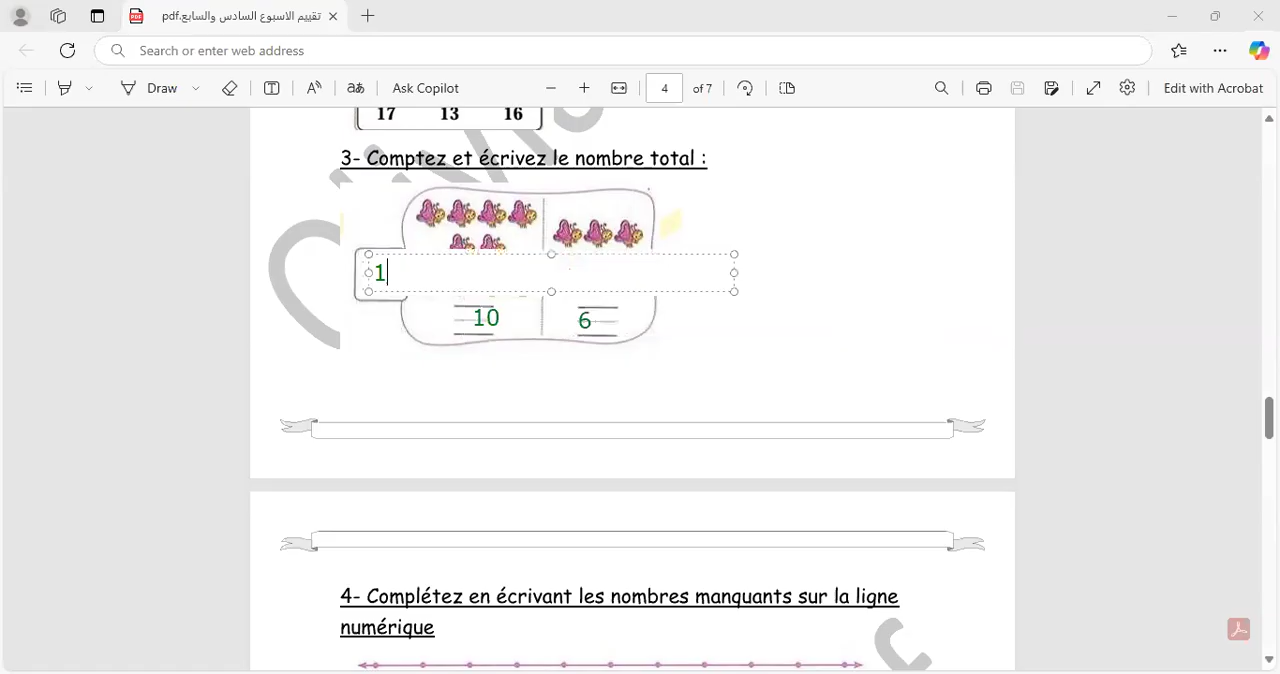 تقييم الاسبوع السادس والسابع.pdf
Search or enter web address
Draw
Ask Copilot
4 of 7
Edit with Acrobat
17 13 16
3- Comptez et écrivez le nombre total :
1
10 6
4- Complétez en écrivant les nombres manquants sur la ligne
numérique